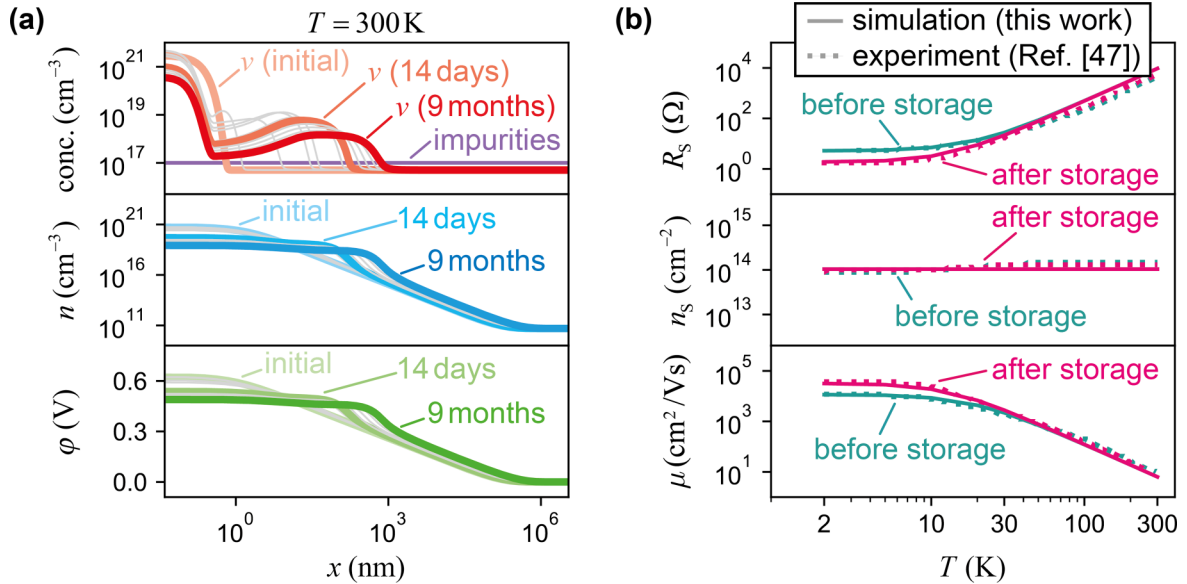 (a)
T = 300 K
conc. (cm⁻³)
10²¹
10¹⁹
10¹⁷
10¹⁵
v (initial)
v (14 days)
v (9 months)
impurities
n (cm⁻³)
10²¹
10¹⁶
10¹¹
initial
14 days
9 months
φ (V)
0.6
0.3
0.0
initial
14 days
9 months
10⁰
10³
10⁶
x (nm)
(b)
simulation (this work)
experiment (Ref. [47])
R_S (Ω)
10⁴
10²
10⁰
before storage
after storage
n_S (cm⁻²)
10¹⁵
10¹⁴
10¹³
after storage
before storage
μ (cm²/Vs)
10⁵
10³
10¹
after storage
before storage
2
10
30
100
300
T (K)